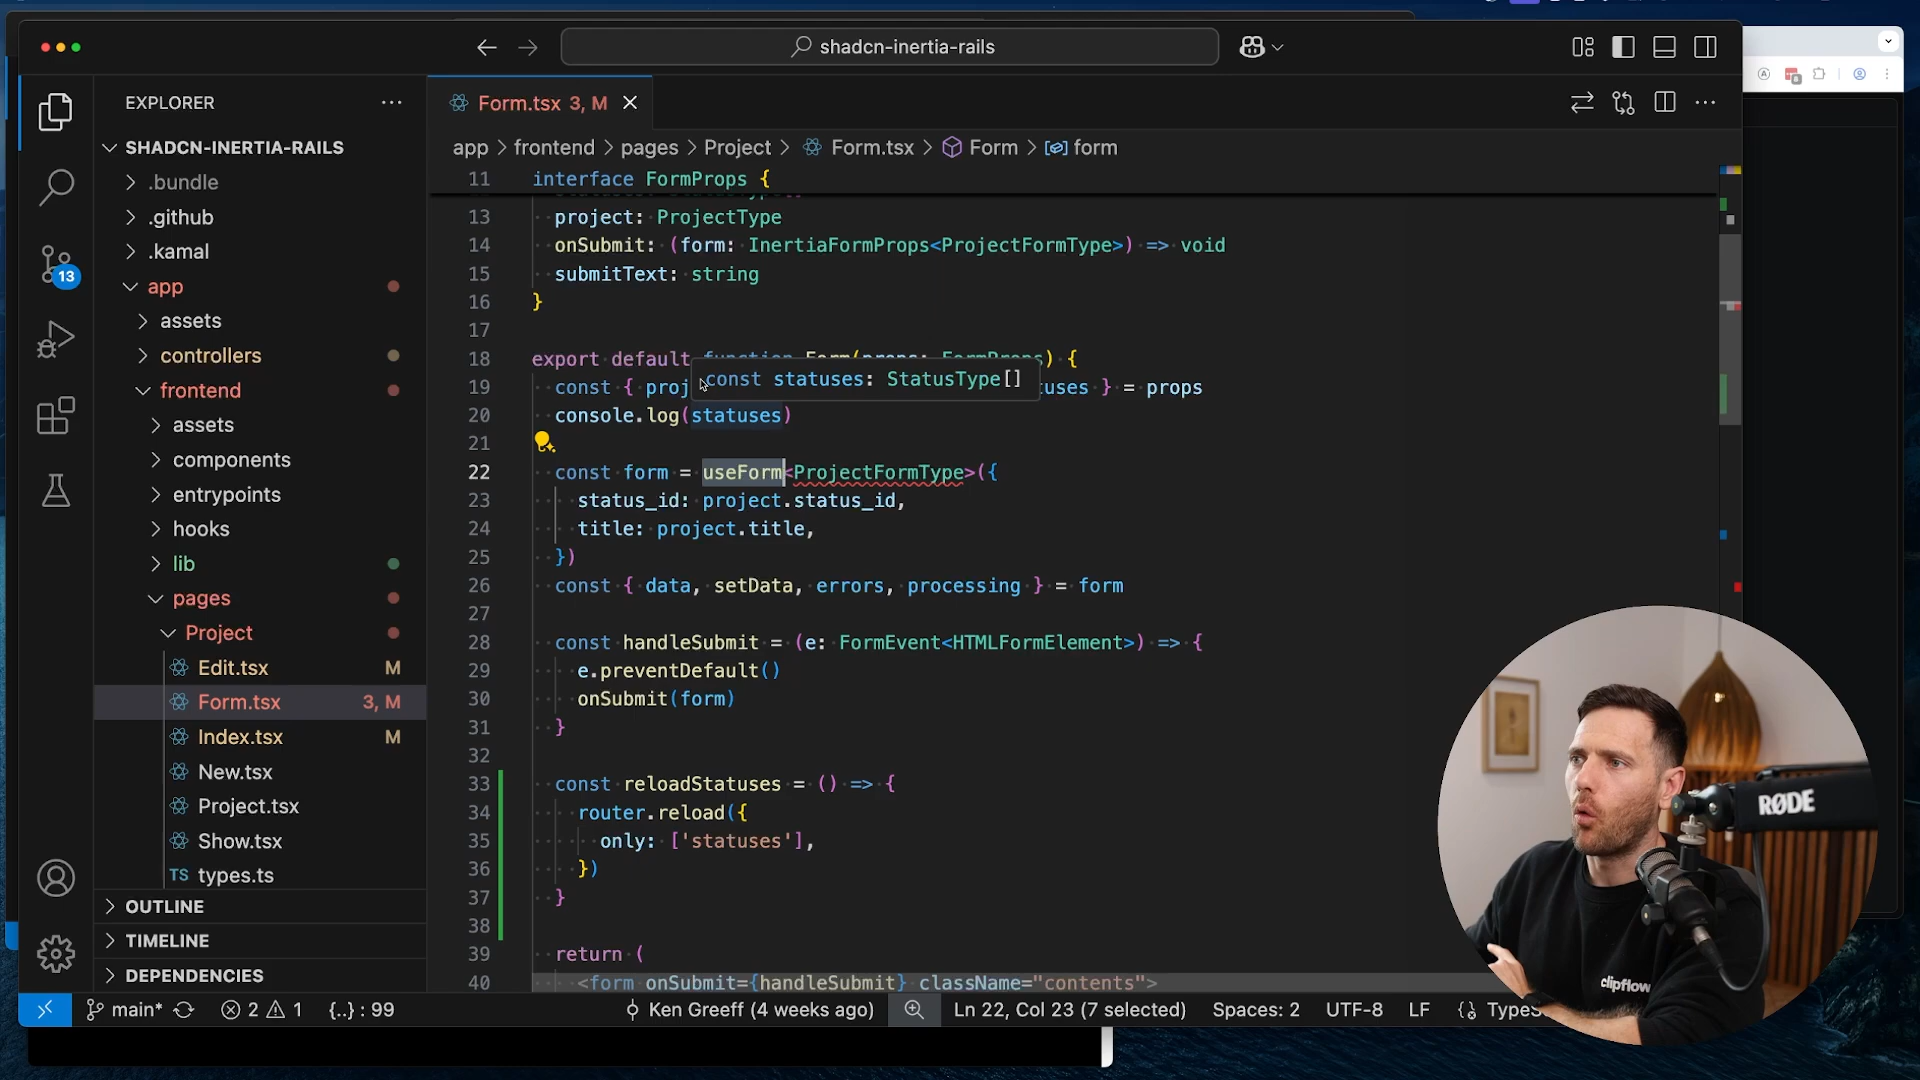 shadcn-inertia-rails
EXPLORER
Form.tsx 3, M
SHADCN-INERTIA-RAILS
app > frontend > pages > Project > Form.tsx > Form > form
.bundle
.github
.kamal
app
assets
controllers
frontend
assets
components
entrypoints
hooks
lib
pages
Project
Edit.tsx M
Form.tsx 3, M
Index.tsx M
New.tsx
Project.tsx
Show.tsx
TS types.ts
OUTLINE
TIMELINE
DEPENDENCIES
13
11 interface FormProps {
13 project: ProjectType
14 onSubmit: (form: InertiaFormProps<ProjectFormType>) => void
15 submitText: string
16 }
17
18 export default function Form(props: FormProps) {
const statuses: StatusType[]
19 const { proj tuses } = props
20 console.log(statuses)
21
22 const form = useForm<ProjectFormType>({
23 status_id: project.status_id,
24 title: project.title,
25 })
26 const { data, setData, errors, processing } = form
27
28 const handleSubmit = (e: FormEvent<HTMLFormElement>) => {
29 e.preventDefault()
30 onSubmit(form)
31 }
32
33 const reloadStatuses = () => {
34 router.reload({
35 only: ['statuses'],
36 })
37 }
38
39 return (
40 <form onSubmit={handleSubmit} className="contents">
RØDE
clipflow
main* 2 1 {..} : 99
Ken Greeff (4 weeks ago)
Ln 22, Col 23 (7 selected)
Spaces: 2
UTF-8
LF
{} TypeS